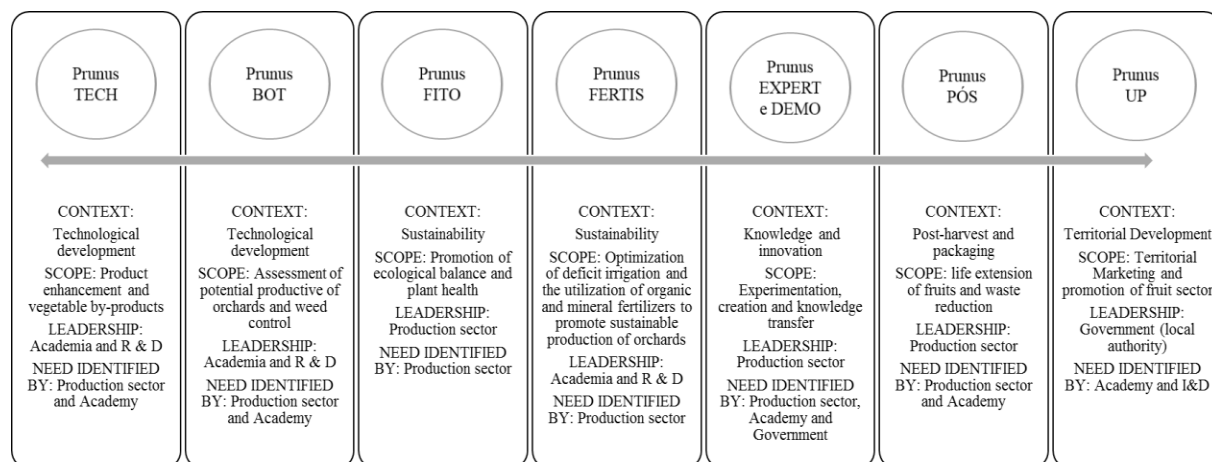 Prunus
TECH
CONTEXT:
Technological
development
SCOPE: Product
enhancement and
vegetable by-products
LEADERSHIP:
Academia and R & D
NEED IDENTIFIED
BY: Production sector
and Academy
Prunus
BOT
CONTEXT:
Technological
development
SCOPE: Assessment of
potential productive of
orchards and weed
control
LEADERSHIP:
Academia and R & D
NEED IDENTIFIED
BY: Production sector
and Academy
Prunus
FITO
CONTEXT:
Sustainability
SCOPE: Promotion of
ecological balance and
plant health
LEADERSHIP:
Production sector
NEED IDENTIFIED
BY: Production sector
Prunus
FERTIS
CONTEXT:
Sustainability
SCOPE: Optimization
of deficit irrigation and
the utilization of organic
and mineral fertilizers to
promote sustainable
production of orchards
LEADERSHIP:
Academia and R & D
NEED IDENTIFIED
BY: Production sector
Prunus
EXPERT
e DEMO
CONTEXT:
Knowledge and
innovation
SCOPE:
Experimentation,
creation and knowledge
transfer
LEADERSHIP:
Production sector
NEED IDENTIFIED
BY: Production sector,
Academy and
Government
Prunus
PÓS
CONTEXT:
Post-harvest and
packaging
SCOPE: life extension
of fruits and waste
reduction
LEADERSHIP:
Production sector
NEED IDENTIFIED
BY: Production sector
and Academy
Prunus
UP
CONTEXT:
Territorial Development
SCOPE: Territorial
Marketing and
promotion of fruit sector
LEADERSHIP:
Government (local
authority)
NEED IDENTIFIED
BY: Academy and I&D